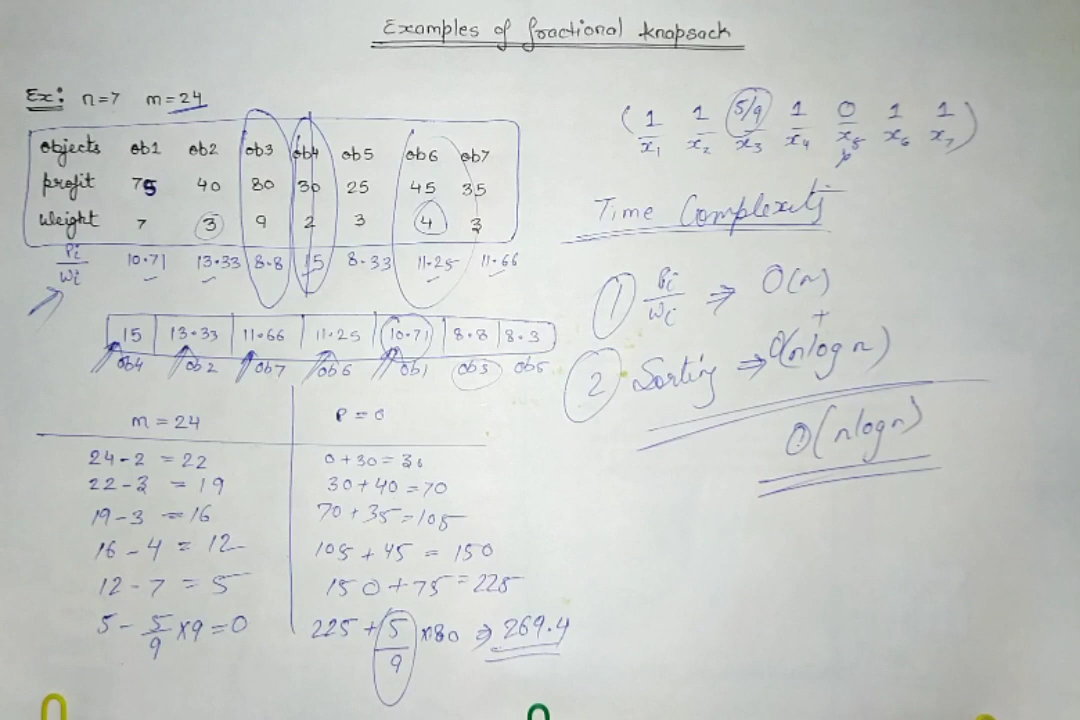 Examples of fractional knapsack
Ex: n=7 m=24
objects ob1 ob2 ob3 ob4 ob5 ob6 ob7
profit 75 40 80 30 25 45 35
Weight 7 3 9 2 3 4 3
Pi/Wi 10.71 13.33 8.8 15 8.33 11.25 11.66
15 13.33 11.66 11.25 10.71 8.8 8.3
ob4 ob2 ob7 ob6 ob1 ob3 ob5
m = 24 P = 0
24-2 = 22 0+30=30
22-3 = 19 30+40=70
19-3 = 16 70+35=105
16-4 = 12 105+45 = 150
12-7 = 5 150+75=225
5-5/9×9=0 225+5/9×80 ⇒ 269.4
(1/x1 1/x2 (5/9)/x3 1/x4 0/x5 1/x6 1/x7)
Time Complexity
1 Pi/Wi ⇒ O(n)
+
2 Sorting ⇒ O(nlogn)
O(nlogn)